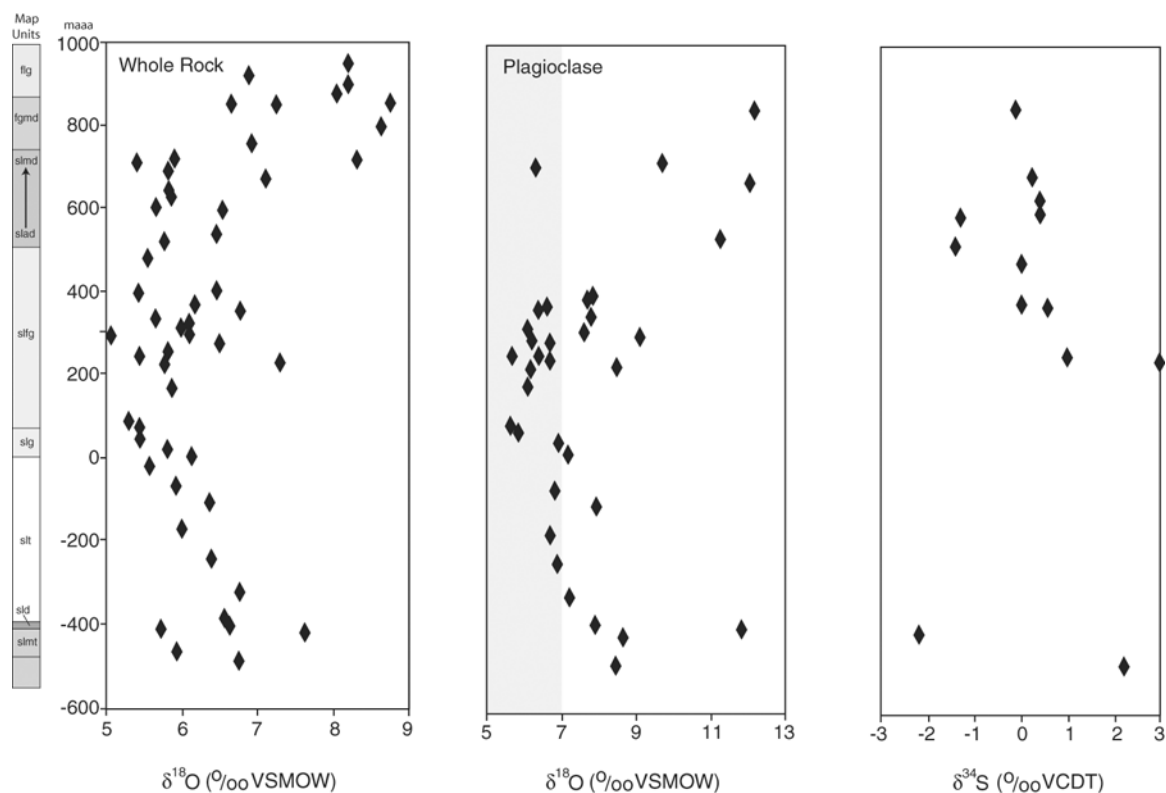 Map
Units
maaa
flg
fgmd
slmd
slad
slfg
slg
slt
sld
slmt
1000
800
600
400
200
0
-200
-400
-600
Whole Rock
5 6 7 8 9
δ¹⁸O (‰ VSMOW)
Plagioclase
5 7 9 11 13
δ¹⁸O (‰ VSMOW)
-3 -2 -1 0 1 2 3
δ³⁴S (‰ VCDT)